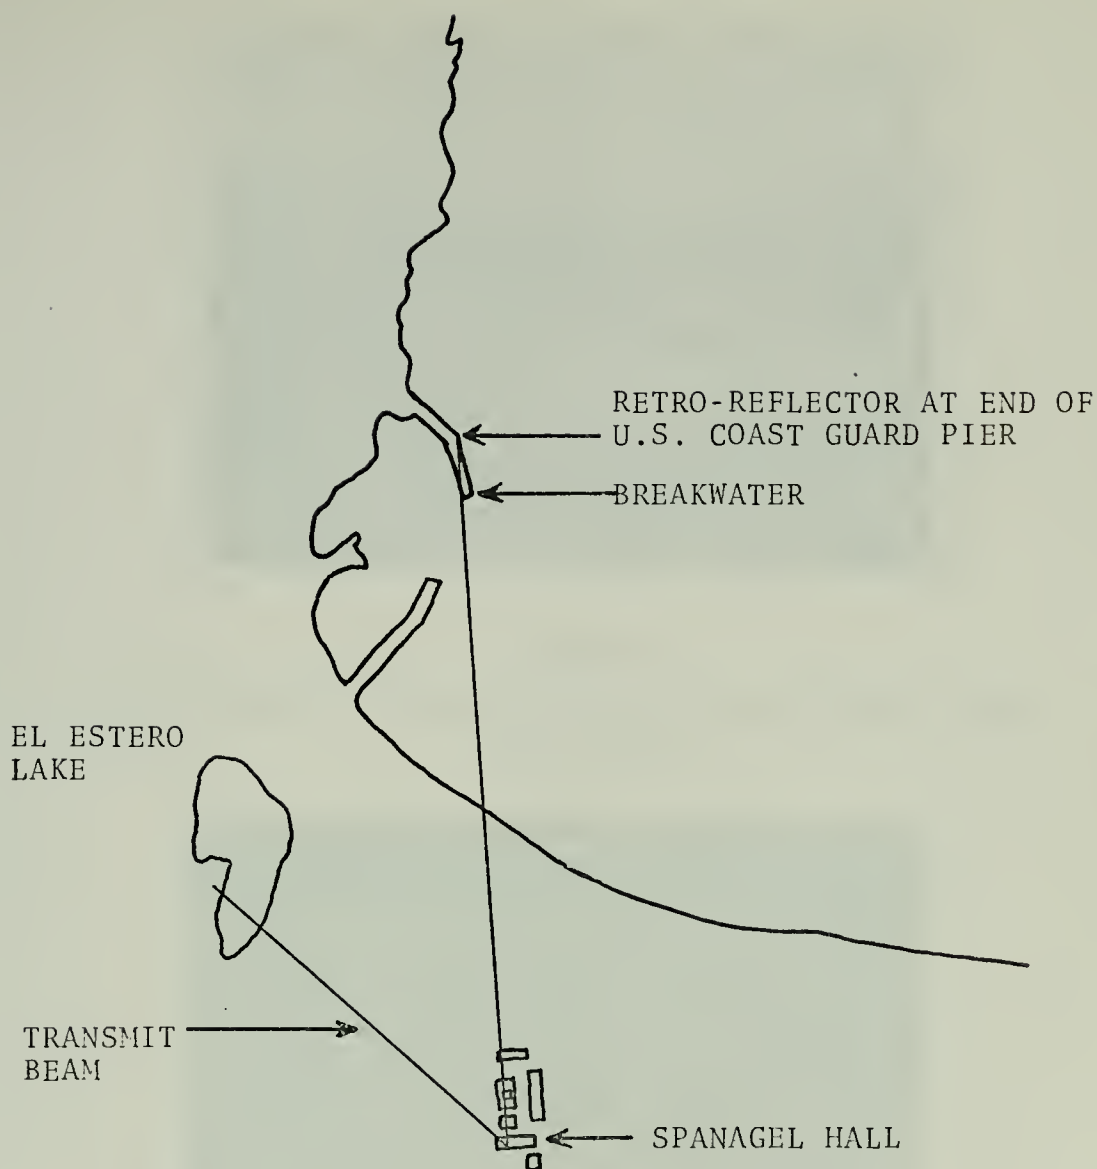 RETRO-REFLECTOR AT END OF
U.S. COAST GUARD PIER
BREAKWATER
EL ESTERO
LAKE
TRANSMIT
BEAM
SPANAGEL HALL